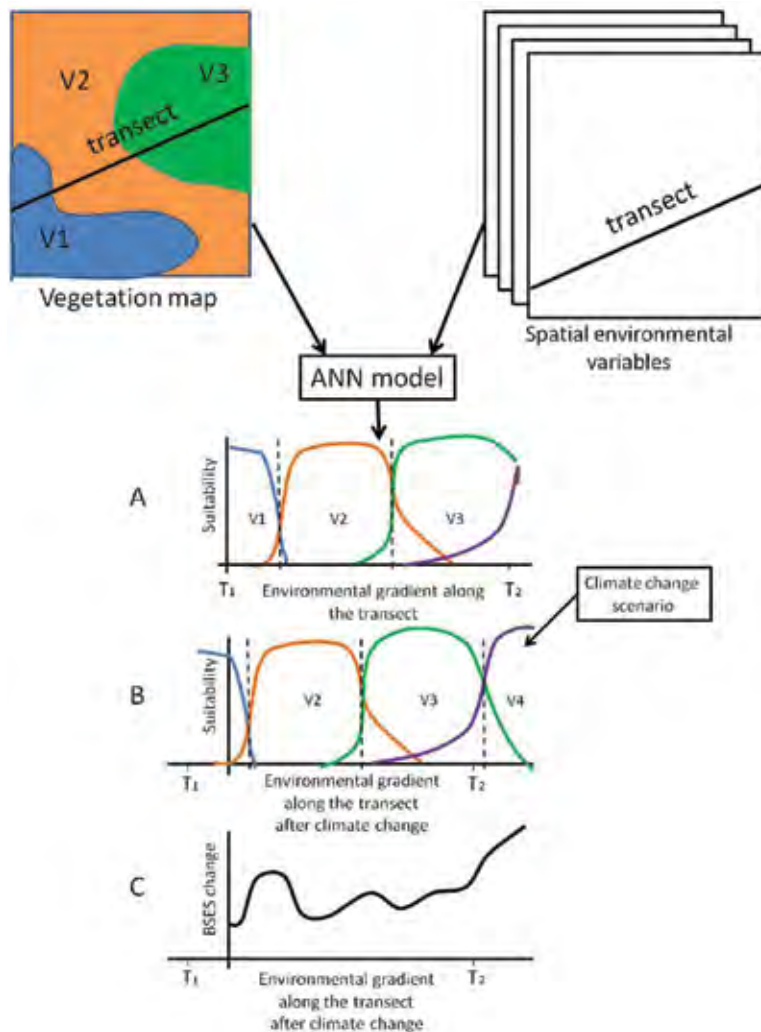 V2
V3
transect
V1
Vegetation map
transect
Spatial environmental
variables
ANN model
A
Suitability
V1
V2
V3
T₁
Environmental gradient along
the transect
T₂
Climate change
scenario
B
Suitability
V2
V3
V4
T₁
Environmental gradient
along the transect
after climate change
T₂
C
BSES change
T₁
Environmental gradient
along the transect
after climate change
T₂